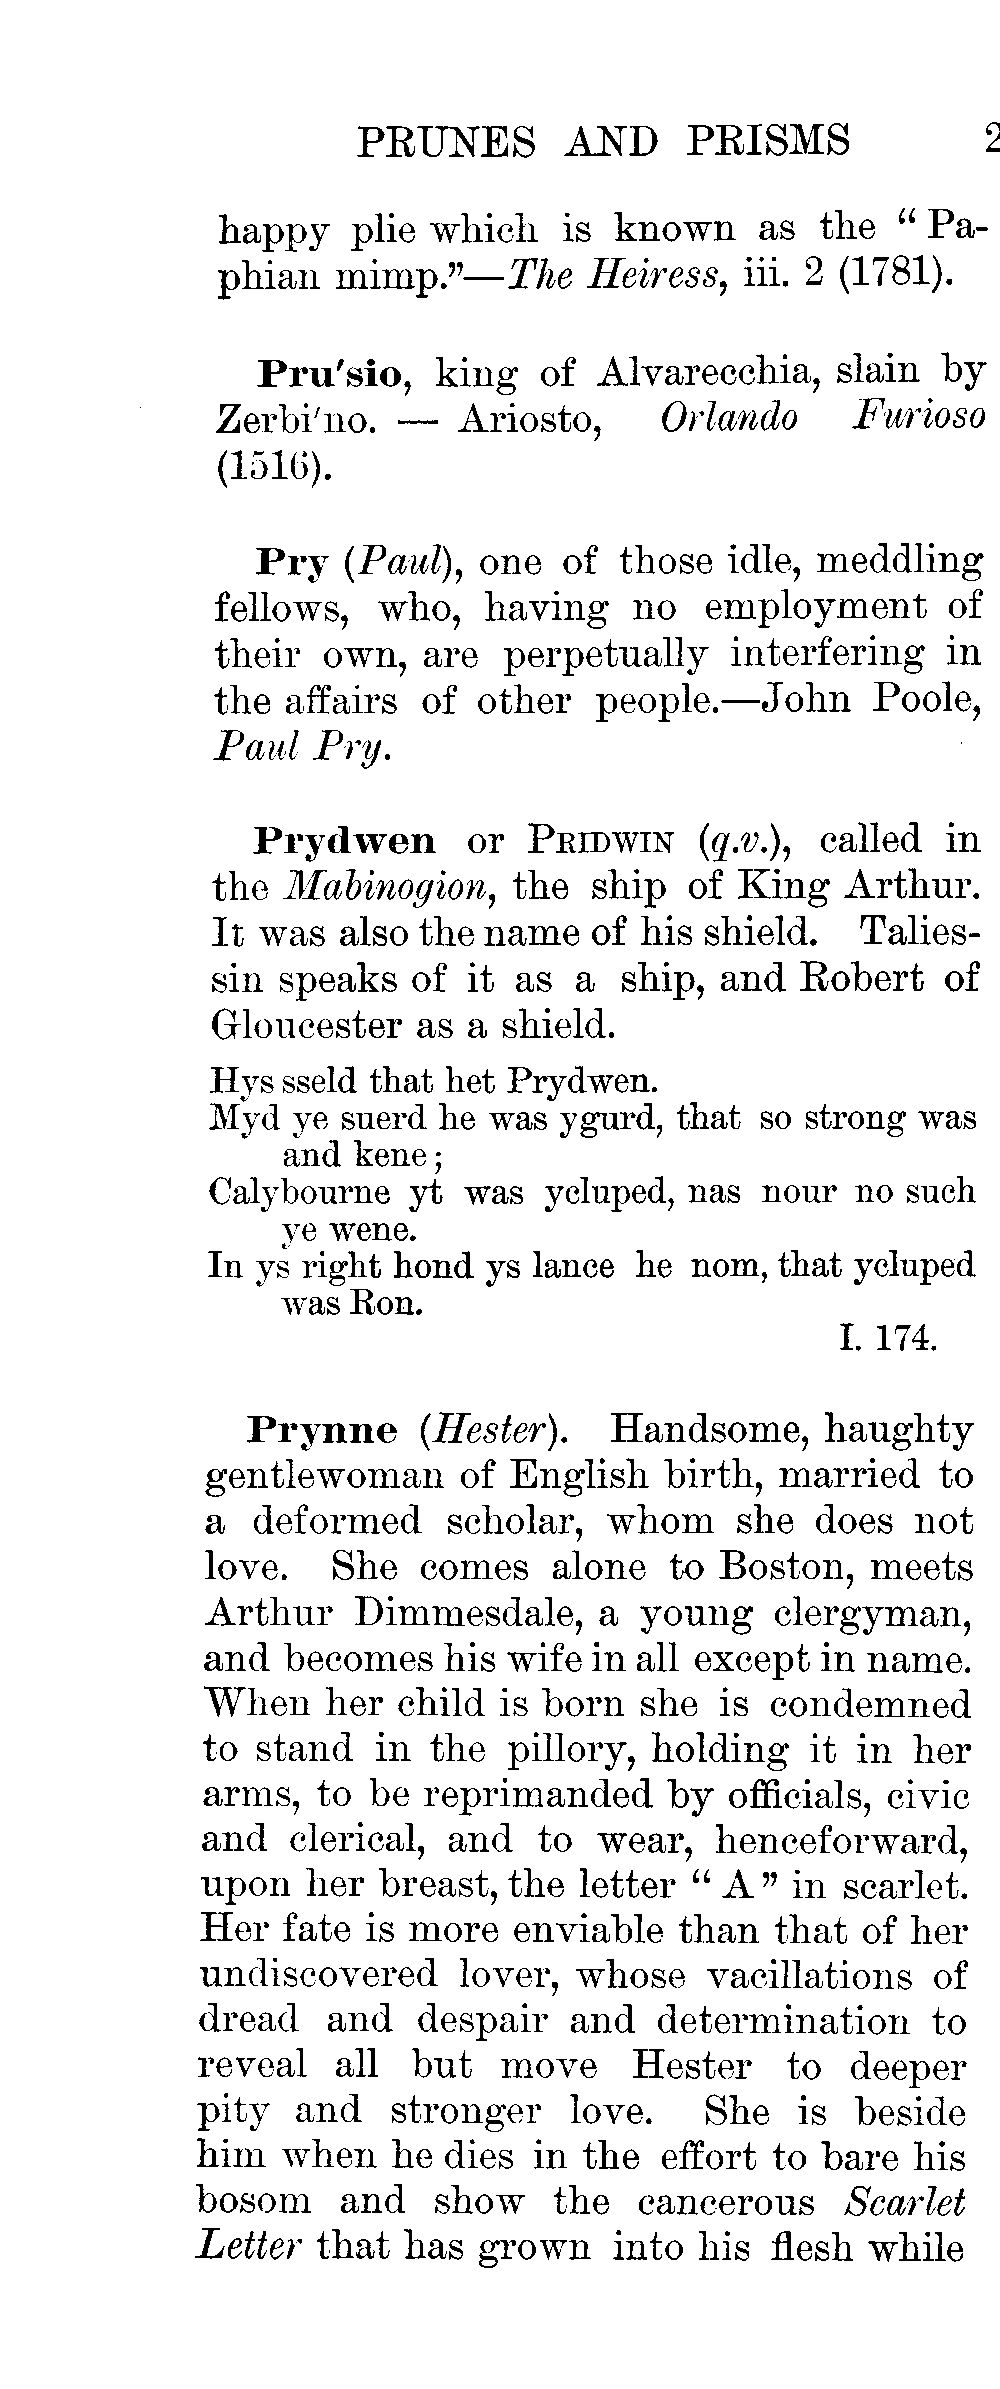 PRUNES AND PRISMS 2
happy plie which is known as the “Pa-
phian mimp.”—The Heiress, iii. 2 (1781).
Pru'sio, king of Alvarecchia, slain by
Zerbi'no. — Ariosto, Orlando Furioso
(1516).
Pry (Paul), one of those idle, meddling
fellows, who, having no employment of
their own, are perpetually interfering in
the affairs of other people.—John Poole,
Paul Pry.
Prydwen or PRIDWIN (q.v.), called in
the Mabinogion, the ship of King Arthur.
It was also the name of his shield. Talies-
sin speaks of it as a ship, and Robert of
Gloucester as a shield.
Hys sseld that het Prydwen.
Myd ye suerd he was ygurd, that so strong was
and kene;
Calybourne yt was ycluped, nas nour no such
ye wene.
In ys right hond ys lance he nom, that ycluped
was Ron.
I. 174.
Prynne (Hester). Handsome, haughty
gentlewoman of English birth, married to
a deformed scholar, whom she does not
love. She comes alone to Boston, meets
Arthur Dimmesdale, a young clergyman,
and becomes his wife in all except in name.
When her child is born she is condemned
to stand in the pillory, holding it in her
arms, to be reprimanded by officials, civic
and clerical, and to wear, henceforward,
upon her breast, the letter “A” in scarlet.
Her fate is more enviable than that of her
undiscovered lover, whose vacillations of
dread and despair and determination to
reveal all but move Hester to deeper
pity and stronger love. She is beside
him when he dies in the effort to bare his
bosom and show the cancerous Scarlet
Letter that has grown into his flesh while